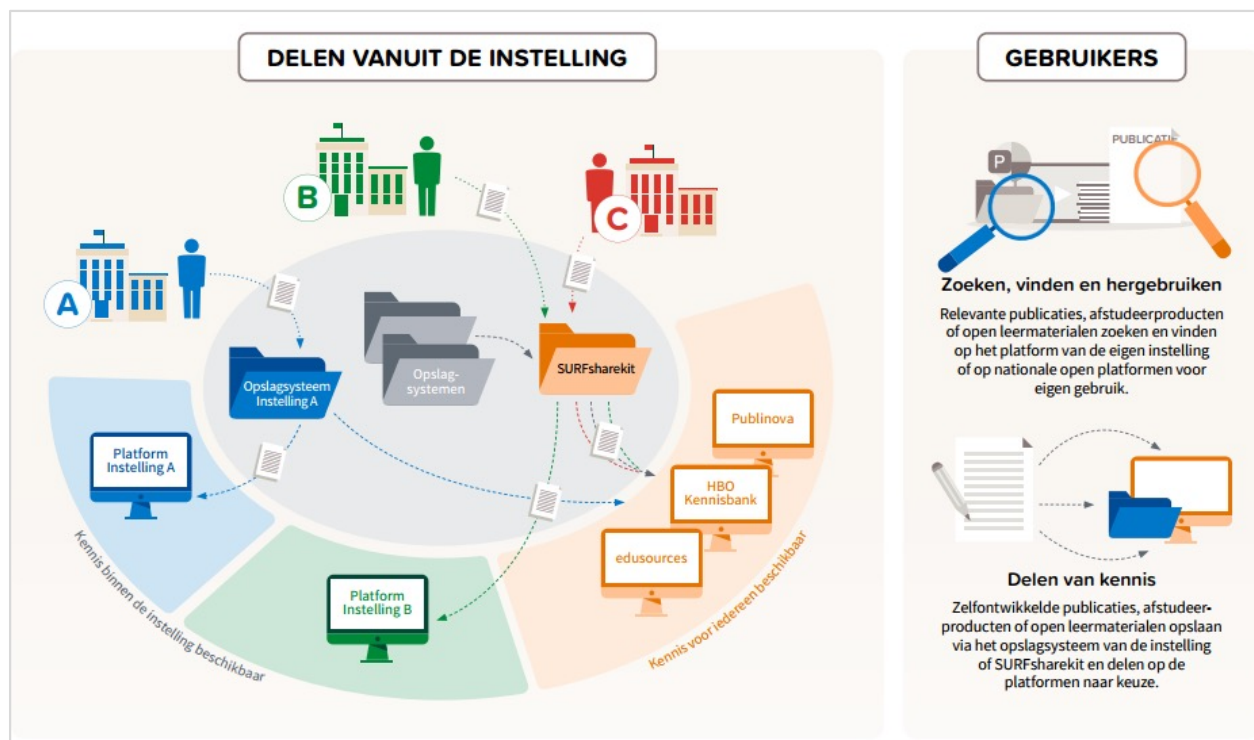 DELEN VANUIT DE INSTELLING
B
C
A
Opslagsysteem
Instelling A
Opslag-
systemen
SURFsharekit
Platform
Instelling A
Platform
Instelling B
Publinova
HBO
Kennisbank
edusources
Kennis binnen de instelling beschikbaar
Kennis voor iedereen beschikbaar
GEBRUIKERS
P
PUBLICATIE
Zoeken, vinden en hergebruiken
Relevante publicaties, afstudeerproducten
of open leermaterialen zoeken en vinden
op het platform van de eigen instelling
of op nationale open platformen voor
eigen gebruik.
Delen van kennis
Zelfontwikkelde publicaties, afstudeer-
producten of open leermaterialen opslaan
via het opslagsysteem van de instelling
of SURFsharekit en delen op de
platformen naar keuze.